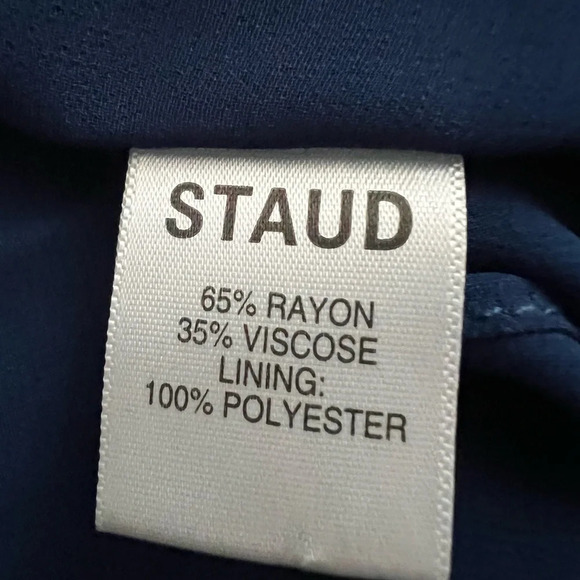 STAUD
65% RAYON
35% VISCOSE
LINING:
100% POLYESTER